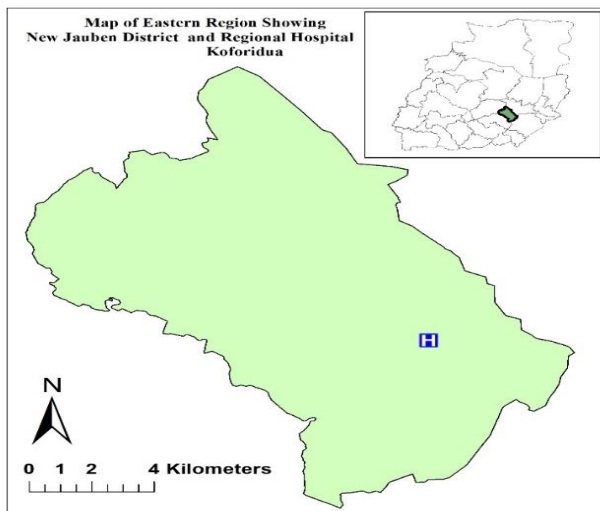 Map of Eastern Region Showing
New Jauben District and Regional Hospital
Koforidua
H
N
0 1 2 4 Kilometers